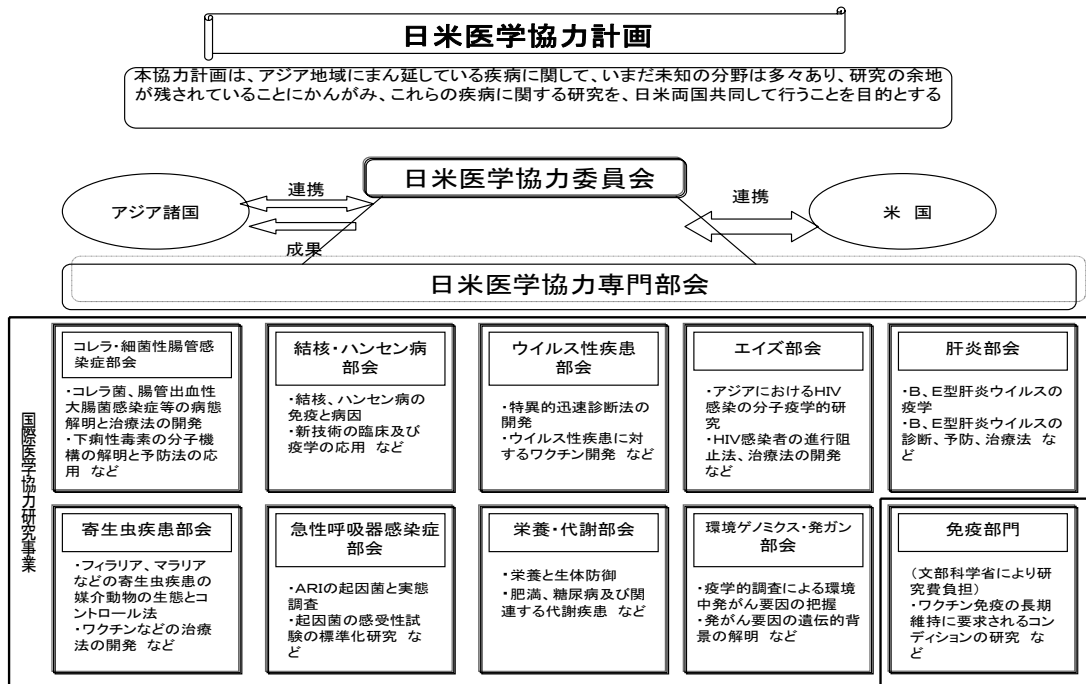 日米医学協力計画
本協力計画は、アジア地域にまん延している疾病に関して、いまだ未知の分野は多々あり、研究の余地
が残されていることにかんがみ、これらの疾病に関する研究を、日米両国共同して行うことを目的とする
日米医学協力委員会
アジア諸国
連携
成果
連携
米 国
日米医学協力専門部会
国際医学協力研究事業
コレラ・細菌性腸管感
染症部会
・コレラ菌、腸管出血性
大腸菌感染症等の病態
解明と治療法の開発
・下痢性毒素の分子機
構の解明と予防法の応
用 など
結核・ハンセン病
部会
・結核、ハンセン病の
免疫と病因
・新技術の臨床及び
疫学の応用 など
ウイルス性疾患
部会
・特異的迅速診断法の
開発
・ウイルス性疾患に対
するワクチン開発 など
エイズ部会
・アジアにおけるHIV
感染の分子疫学的研
究
・HIV感染者の進行阻
止法、治療法の開発
など
肝炎部会
・B、E型肝炎ウイルスの
疫学
・B、E型肝炎ウイルスの
診断、予防、治療法 な
ど
寄生虫疾患部会
・フィラリア、マラリア
などの寄生虫疾患の
媒介動物の生態とコ
ントロール法
・ワクチンなどの治療
法の開発 など
急性呼吸器感染症
部会
・ARIの起因菌と実態
調査
・起因菌の感受性試
験の標準化研究 な
ど
栄養・代謝部会
・栄養と生体防御
・肥満、糖尿病及び関
連する代謝疾患 など
環境ゲノミクス・発ガン
部会
・疫学的調査による環境
中発がん要因の把握
・発がん要因の遺伝的背
景の解明 など
免疫部門
（文部科学省により研
究費負担）
・ワクチン免疫の長期
維持に要求されるコン
ディションの研究 な
ど